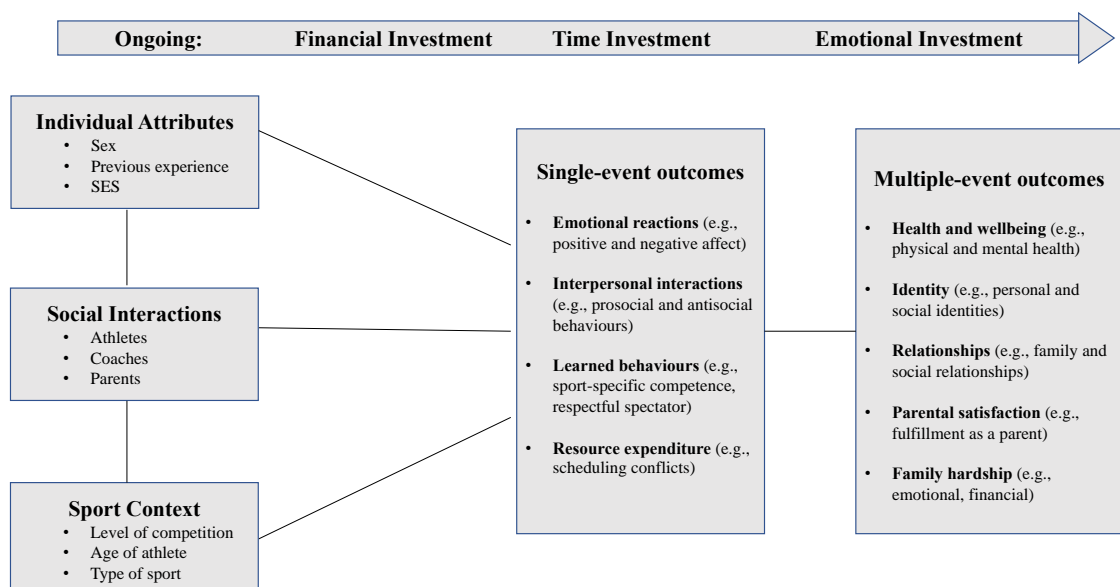 Ongoing: Financial Investment Time Investment Emotional Investment
Individual Attributes
• Sex
• Previous experience
• SES
Social Interactions
• Athletes
• Coaches
• Parents
Sport Context
• Level of competition
• Age of athlete
• Type of sport
Single-event outcomes
• Emotional reactions (e.g.,
positive and negative affect)
• Interpersonal interactions
(e.g., prosocial and antisocial
behaviours)
• Learned behaviours (e.g.,
sport-specific competence,
respectful spectator)
• Resource expenditure (e.g.,
scheduling conflicts)
Multiple-event outcomes
• Health and wellbeing (e.g.,
physical and mental health)
• Identity (e.g., personal and
social identities)
• Relationships (e.g., family and
social relationships)
• Parental satisfaction (e.g.,
fulfillment as a parent)
• Family hardship (e.g.,
emotional, financial)